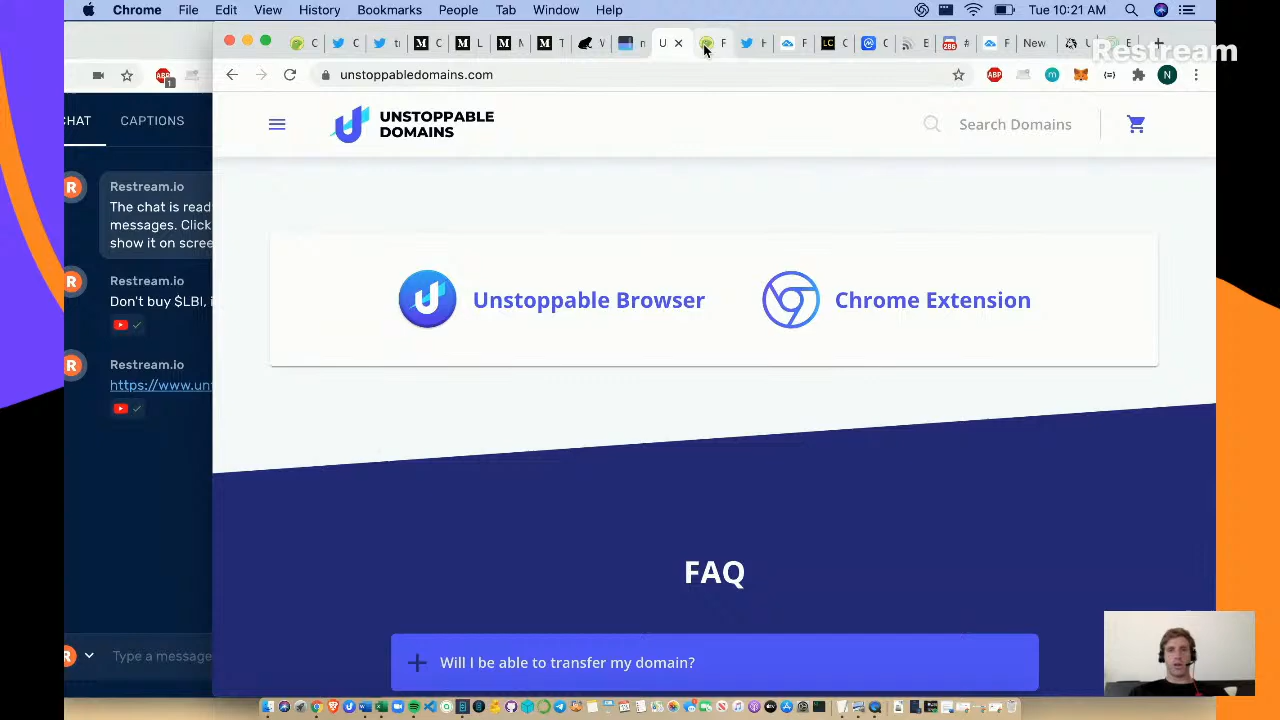 Chrome File Edit View History Bookmarks People Tab Window Help Tue 10:21 AM
Restream
unstoppabledomains.com
CHAT CAPTIONS
UNSTOPPABLE
DOMAINS
Search Domains
Restream.io
The chat is read
messages. Click
show it on scree
Restream.io
Don't buy $LBI, i
Restream.io
https://www.un
Unstoppable Browser
Chrome Extension
FAQ
Will I be able to transfer my domain?
Type a message